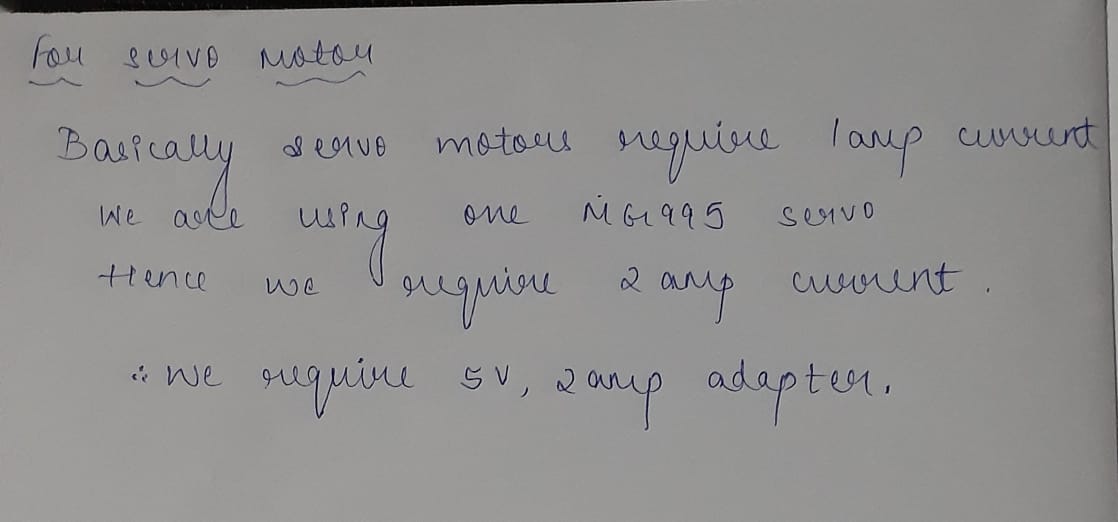 For servo Motor
Basically servo motors require 1amp current
We are using one MG995 servo
Hence we require 2 amp current.
∴ We require 5V, 2amp adapter.